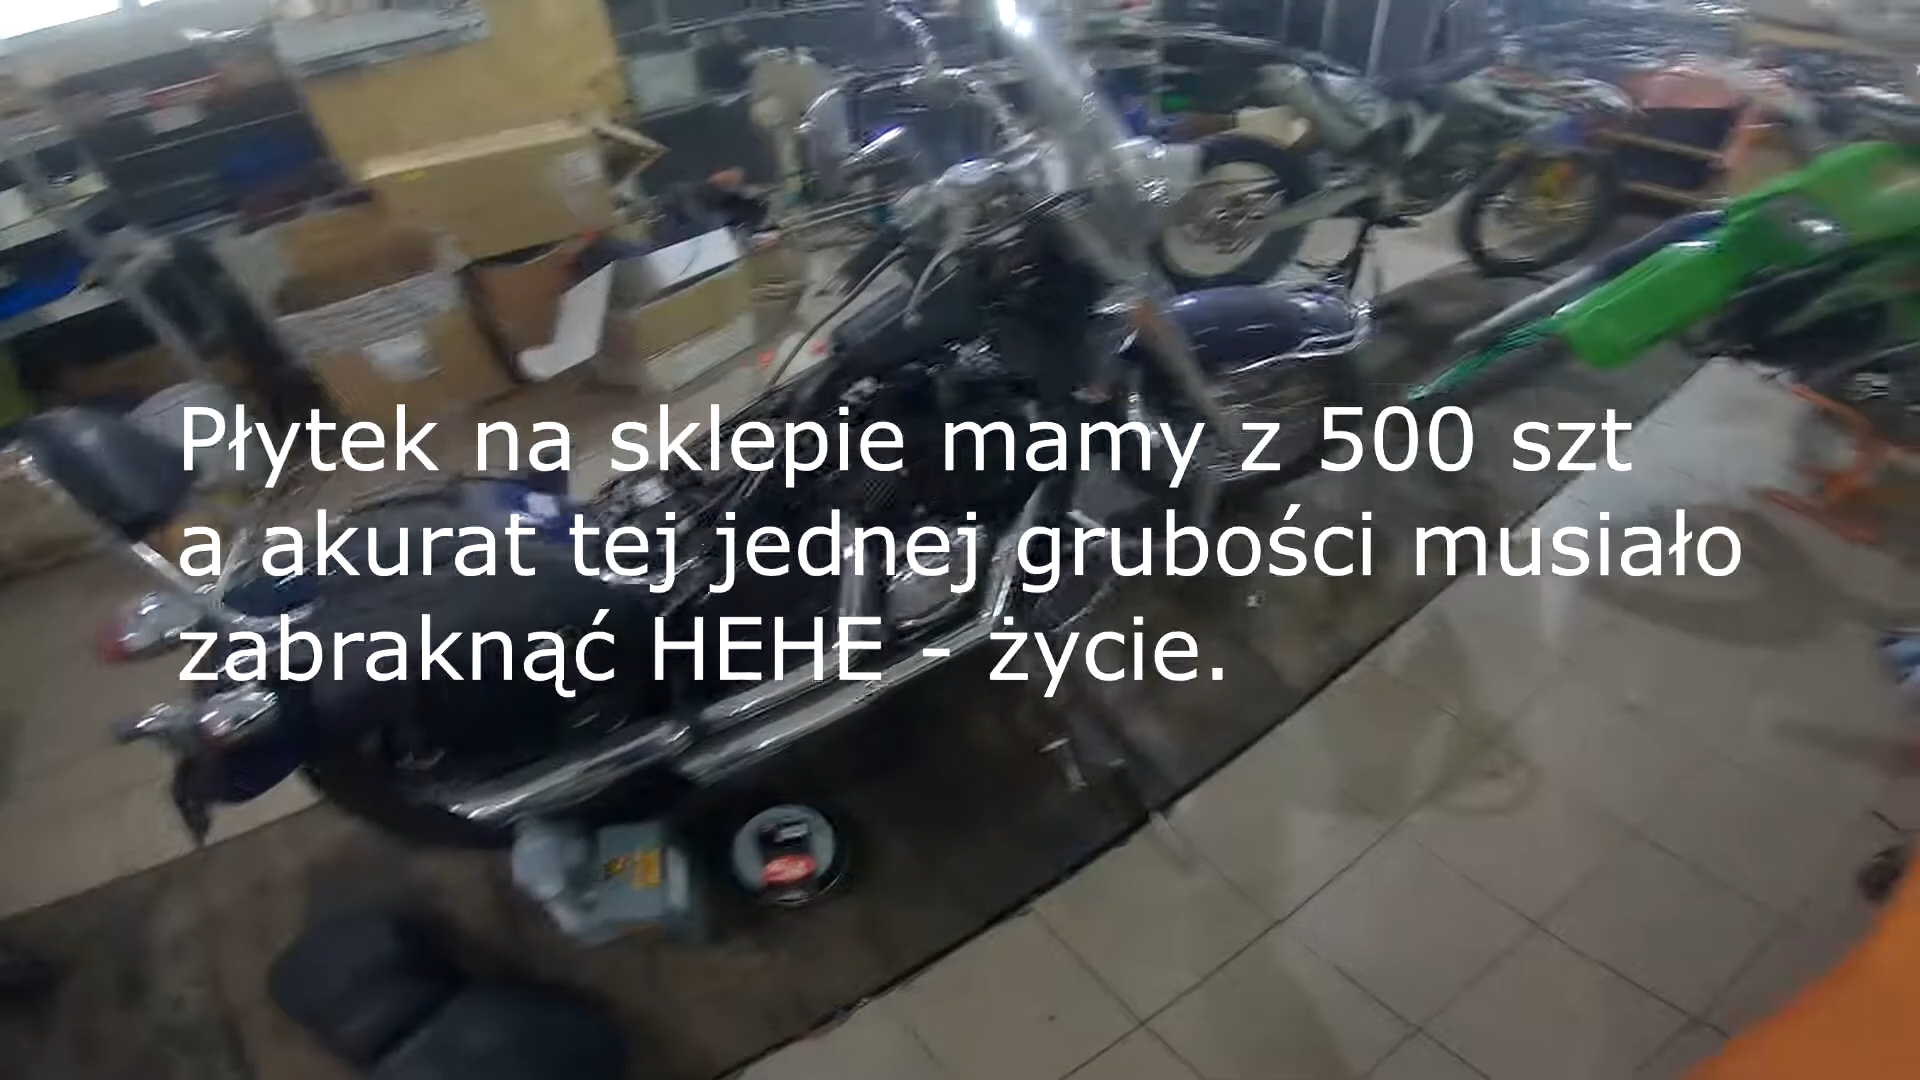 Płytek na sklepie mamy z 500 szt
a akurat tej jednej grubości musiało
zabraknąć HEHE - życie.